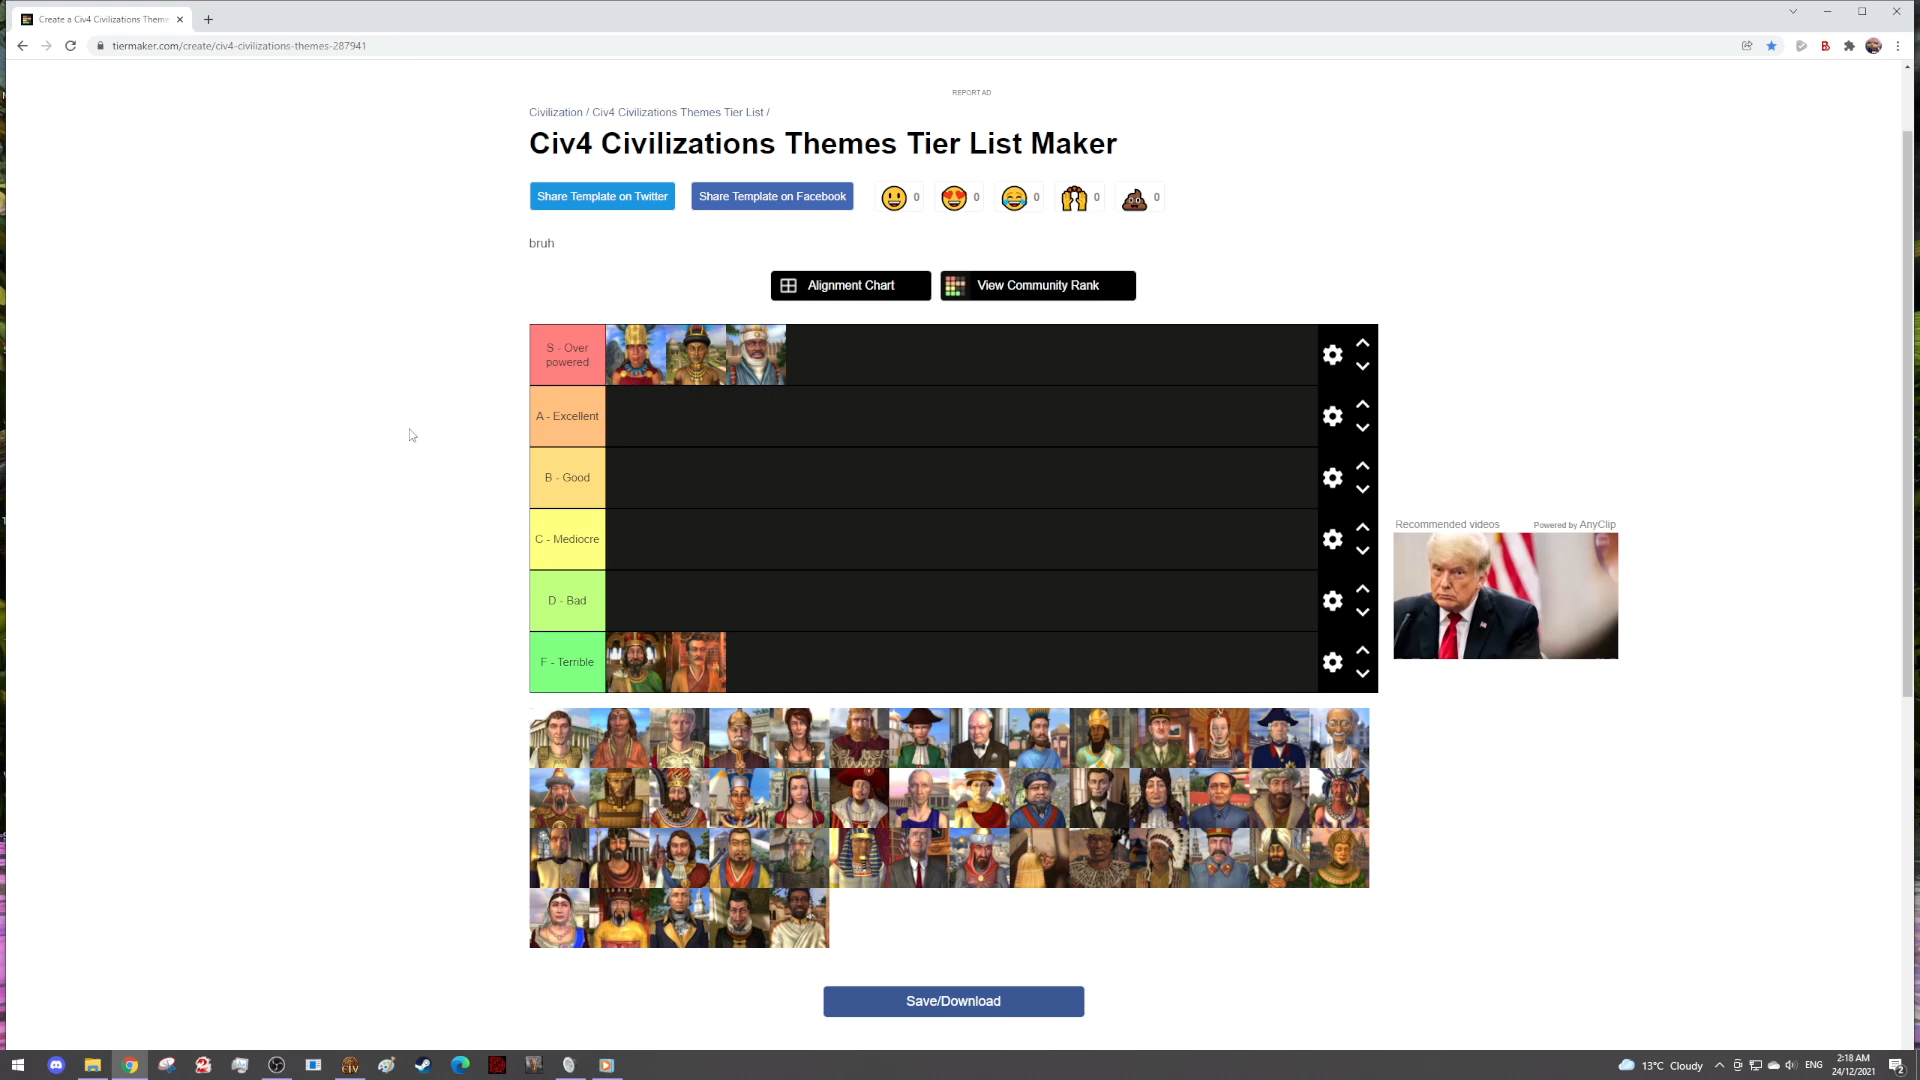 Create a Civ4 Civilizations Theme
tiermaker.com/create/civ4-civilizations-themes-287941
REPORT AD
Civilization / Civ4 Civilizations Themes Tier List /
Civ4 Civilizations Themes Tier List Maker
Share Template on Twitter
Share Template on Facebook
0
0
0
0
0
bruh
Alignment Chart
View Community Rank
S - Over
powered
A - Excellent
B - Good
C - Mediocre
D - Bad
F - Terrible
Recommended videos
Powered by AnyClip
Save/Download
13°C Cloudy
ENG
2:18 AM
24/12/2021
2